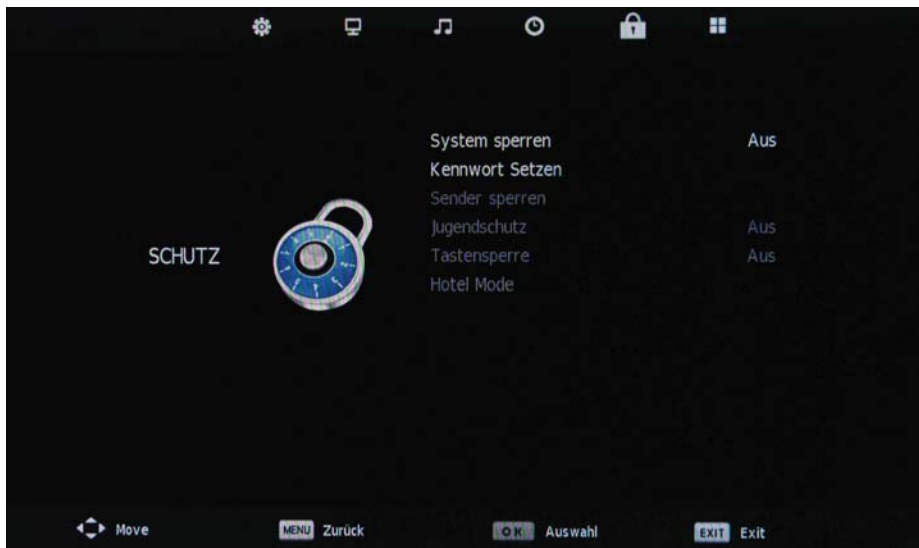 System sperren Aus
Kennwort Setzen
Sender sperren
Jugendschutz Aus
SCHUTZ
Tastensperre Aus
Hotel Mode
Move MENU Zurück OK Auswahl EXIT Exit